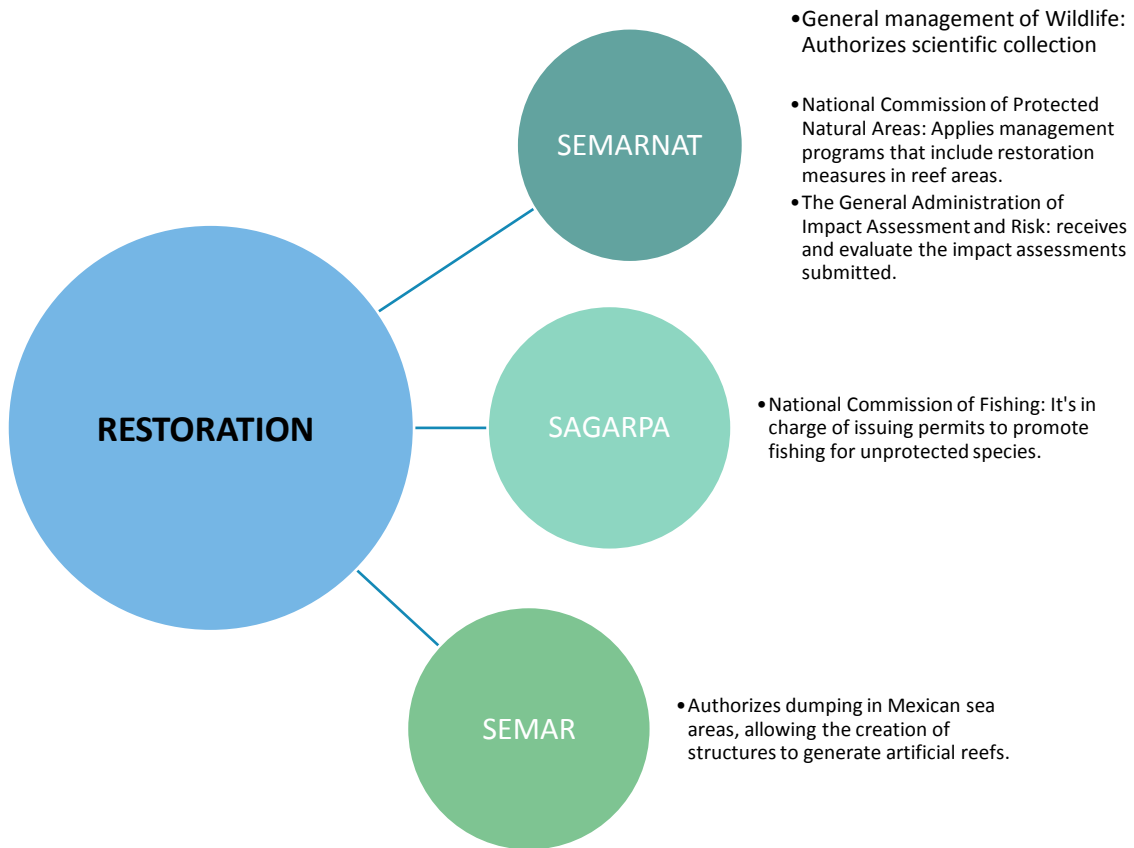 •General management of Wildlife:
Authorizes scientific collection
SEMARNAT
•National Commission of Protected
Natural Areas: Applies management
programs that include restoration
measures in reef areas.
•The General Administration of
Impact Assessment and Risk: receives
and evaluate the impact assessments
submitted.
RESTORATION
SAGARPA
•National Commission of Fishing: It's in
charge of issuing permits to promote
fishing for unprotected species.
SEMAR
•Authorizes dumping in Mexican sea
areas, allowing the creation of
structures to generate artificial reefs.